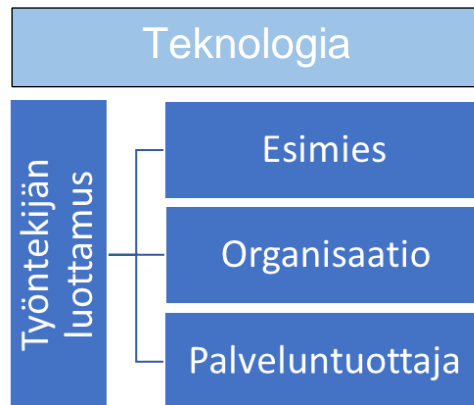 Teknologia
Työntekijän
luottamus
Esimies
Organisaatio
Palveluntuottaja